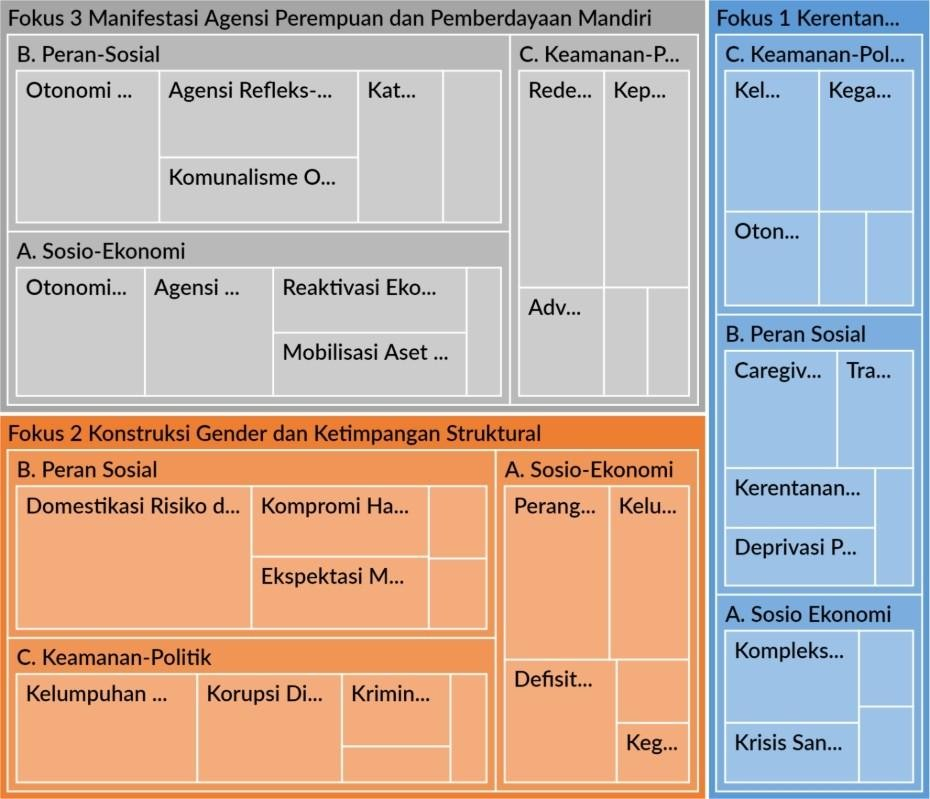 Fokus 3 Manifestasi Agensi Perempuan dan Pemberdayaan Mandiri
B. Peran-Sosial
Otonomi ...
Agensi Refleks-...
Kat...
Komunalisme O...
C. Keamanan-P...
Rede...
Kep...
Adv...
A. Sosio-Ekonomi
Otonomi...
Agensi ...
Reaktivasi Eko...
Mobilisasi Aset ...
Fokus 2 Konstruksi Gender dan Ketimpangan Struktural
B. Peran Sosial
Domestikasi Risiko d...
Kompromi Ha...
Ekspektasi M...
A. Sosio-Ekonomi
Perang...
Kelu...
Defisit...
Keg...
C. Keamanan-Politik
Kelumpuhan ...
Korupsi Di...
Krimin...
Fokus 1 Kerentan...
C. Keamanan-Pol...
Kel...
Kega...
Oton...
B. Peran Sosial
Caregiv...
Tra...
Kerentanan...
Deprivasi P...
A. Sosio Ekonomi
Kompleks...
Krisis San...